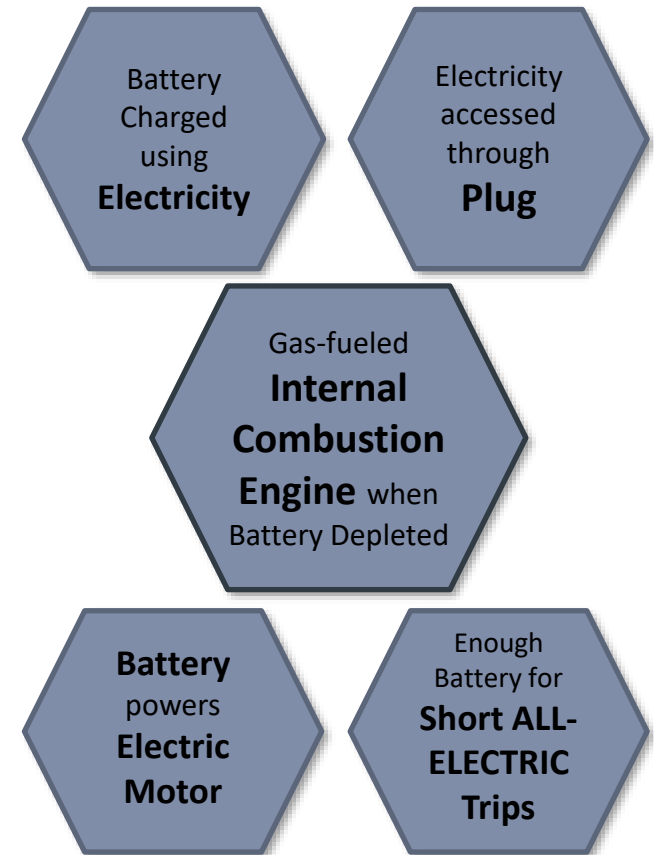 Battery
Charged
using
Electricity
Electricity
accessed
through
Plug
Gas-fueled
Internal
Combustion
Engine when
Battery Depleted
Battery
powers
Electric
Motor
Enough
Battery for
Short ALL-
ELECTRIC
Trips